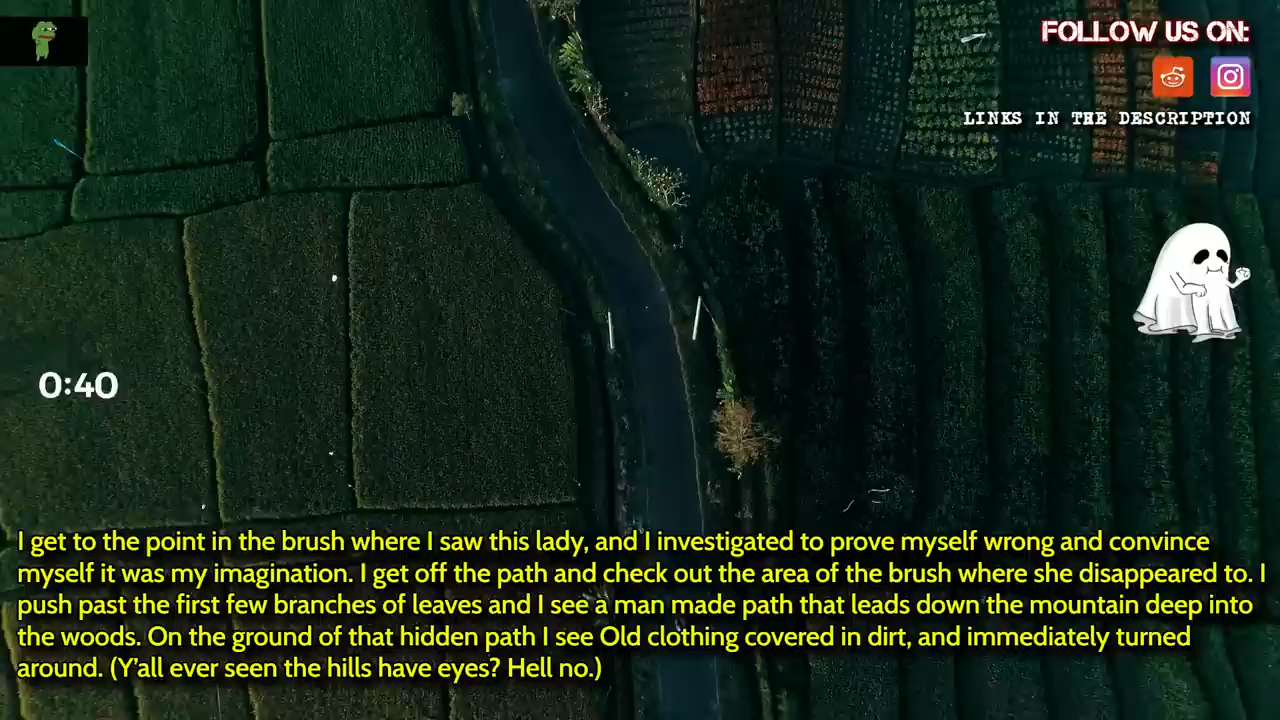 FOLLOW US ON:
LINKS IN THE DESCRIPTION
0:40
I get to the point in the brush where I saw this lady, and I investigated to prove myself wrong and convince
myself it was my imagination. I get off the path and check out the area of the brush where she disappeared to. I
push past the first few branches of leaves and I see a man made path that leads down the mountain deep into
the woods. On the ground of that hidden path I see Old clothing covered in dirt, and immediately turned
around. (Y'all ever seen the hills have eyes? Hell no.)